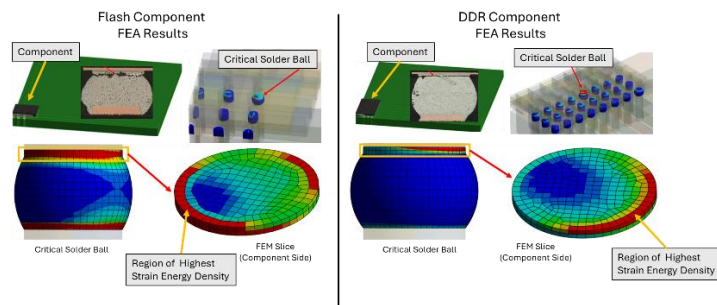 Flash Component
FEA Results
Component
Critical Solder Ball
Critical Solder Ball
FEM Slice
(Component Side)
Region of Highest
Strain Energy Density
DDR Component
FEA Results
Component
Critical Solder Ball
Critical Solder Ball
FEM Slice
(Component Side)
Region of Highest
Strain Energy Density